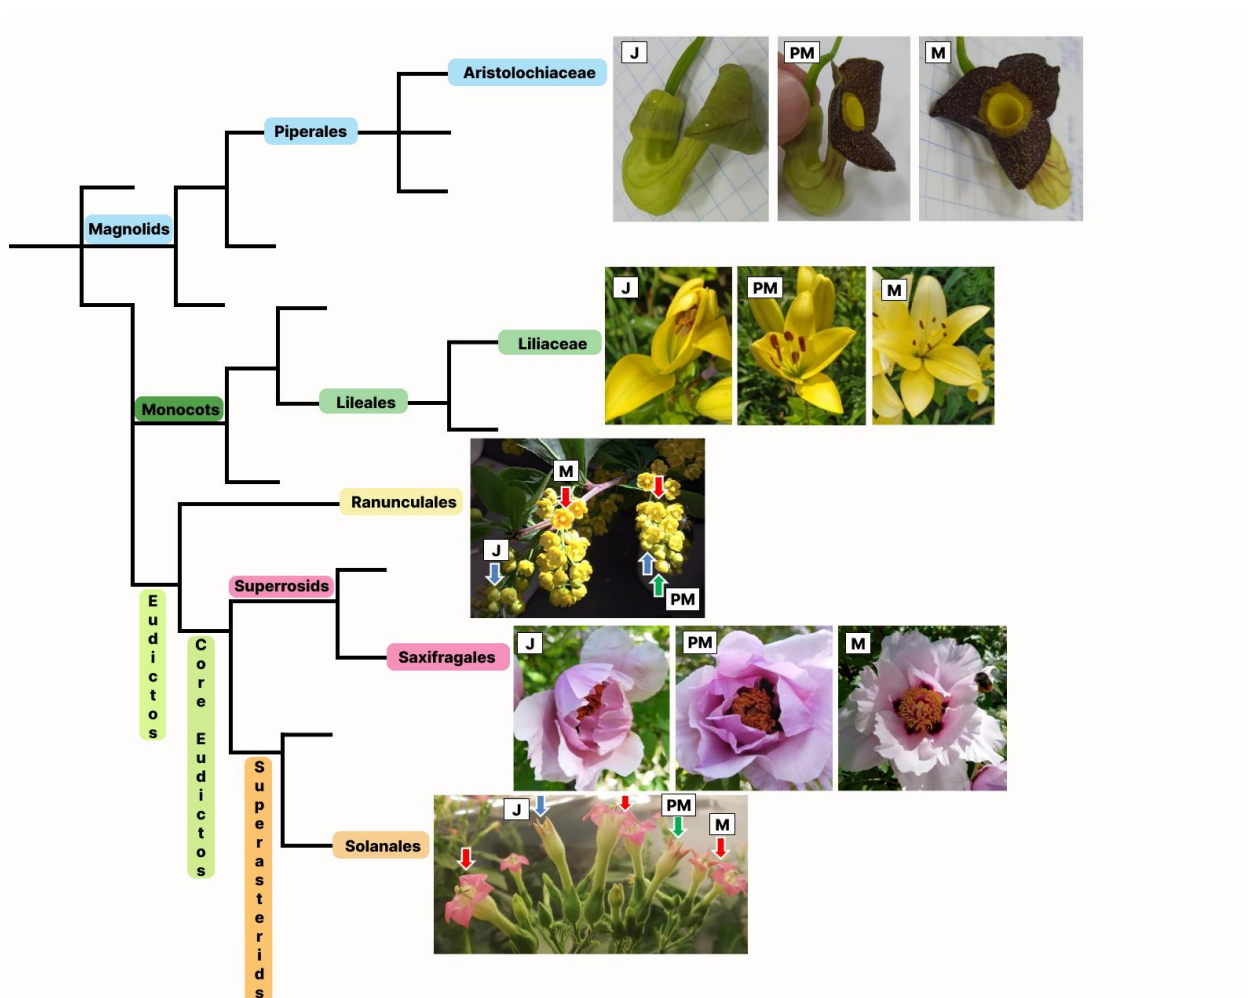 Aristolochiaceae
J
PM
M
Piperales
Magnolids
J
PM
M
Liliaceae
Lileales
Monocots
M
Ranunculales
J
PM
Superrosids
Eudictos
Core Eudictos
J
PM
M
Saxifragales
Superasterids
J
PM
M
Solanales